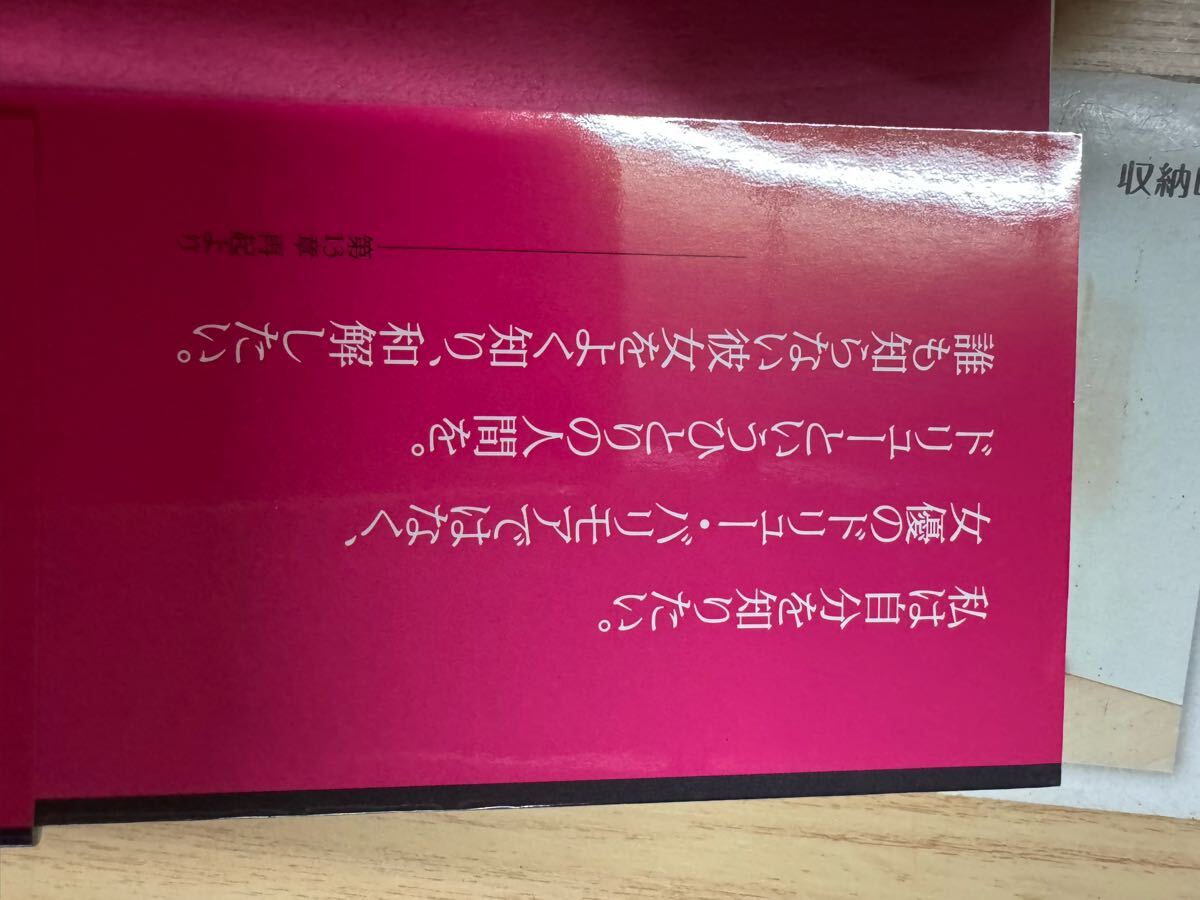 私は自分を知りたい。
女優のドリュー・バリモアではなく、
ドリューというひとりの人間を。
誰も知らない彼女をよく知り、和解したい。
第13章 再起より
収納